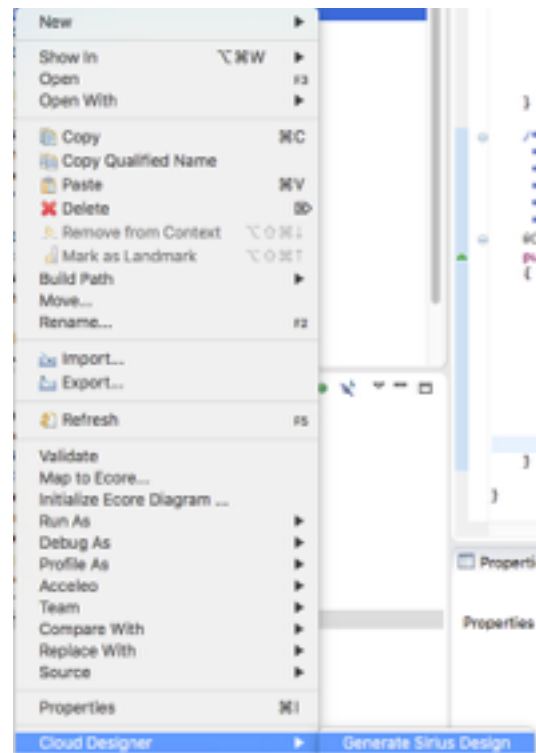 New
Show In ⌥⌘W
Open F3
Open With
Copy ⌘C
Copy Qualified Name
Paste ⌘V
Delete ⌦
Remove from Context ⌥⇧⌘↓
Mark as Landmark ⌥⇧⌘↑
Build Path
Move...
Rename... F2
Import...
Export...
Refresh F5
Validate
Map to Ecore...
Initialize Ecore Diagram ...
Run As
Debug As
Profile As
Acceleo
Team
Compare With
Replace With
Source
Properties ⌘I
Cloud Designer
Generate Sirius Design
}
/*
{
}
}
Properties